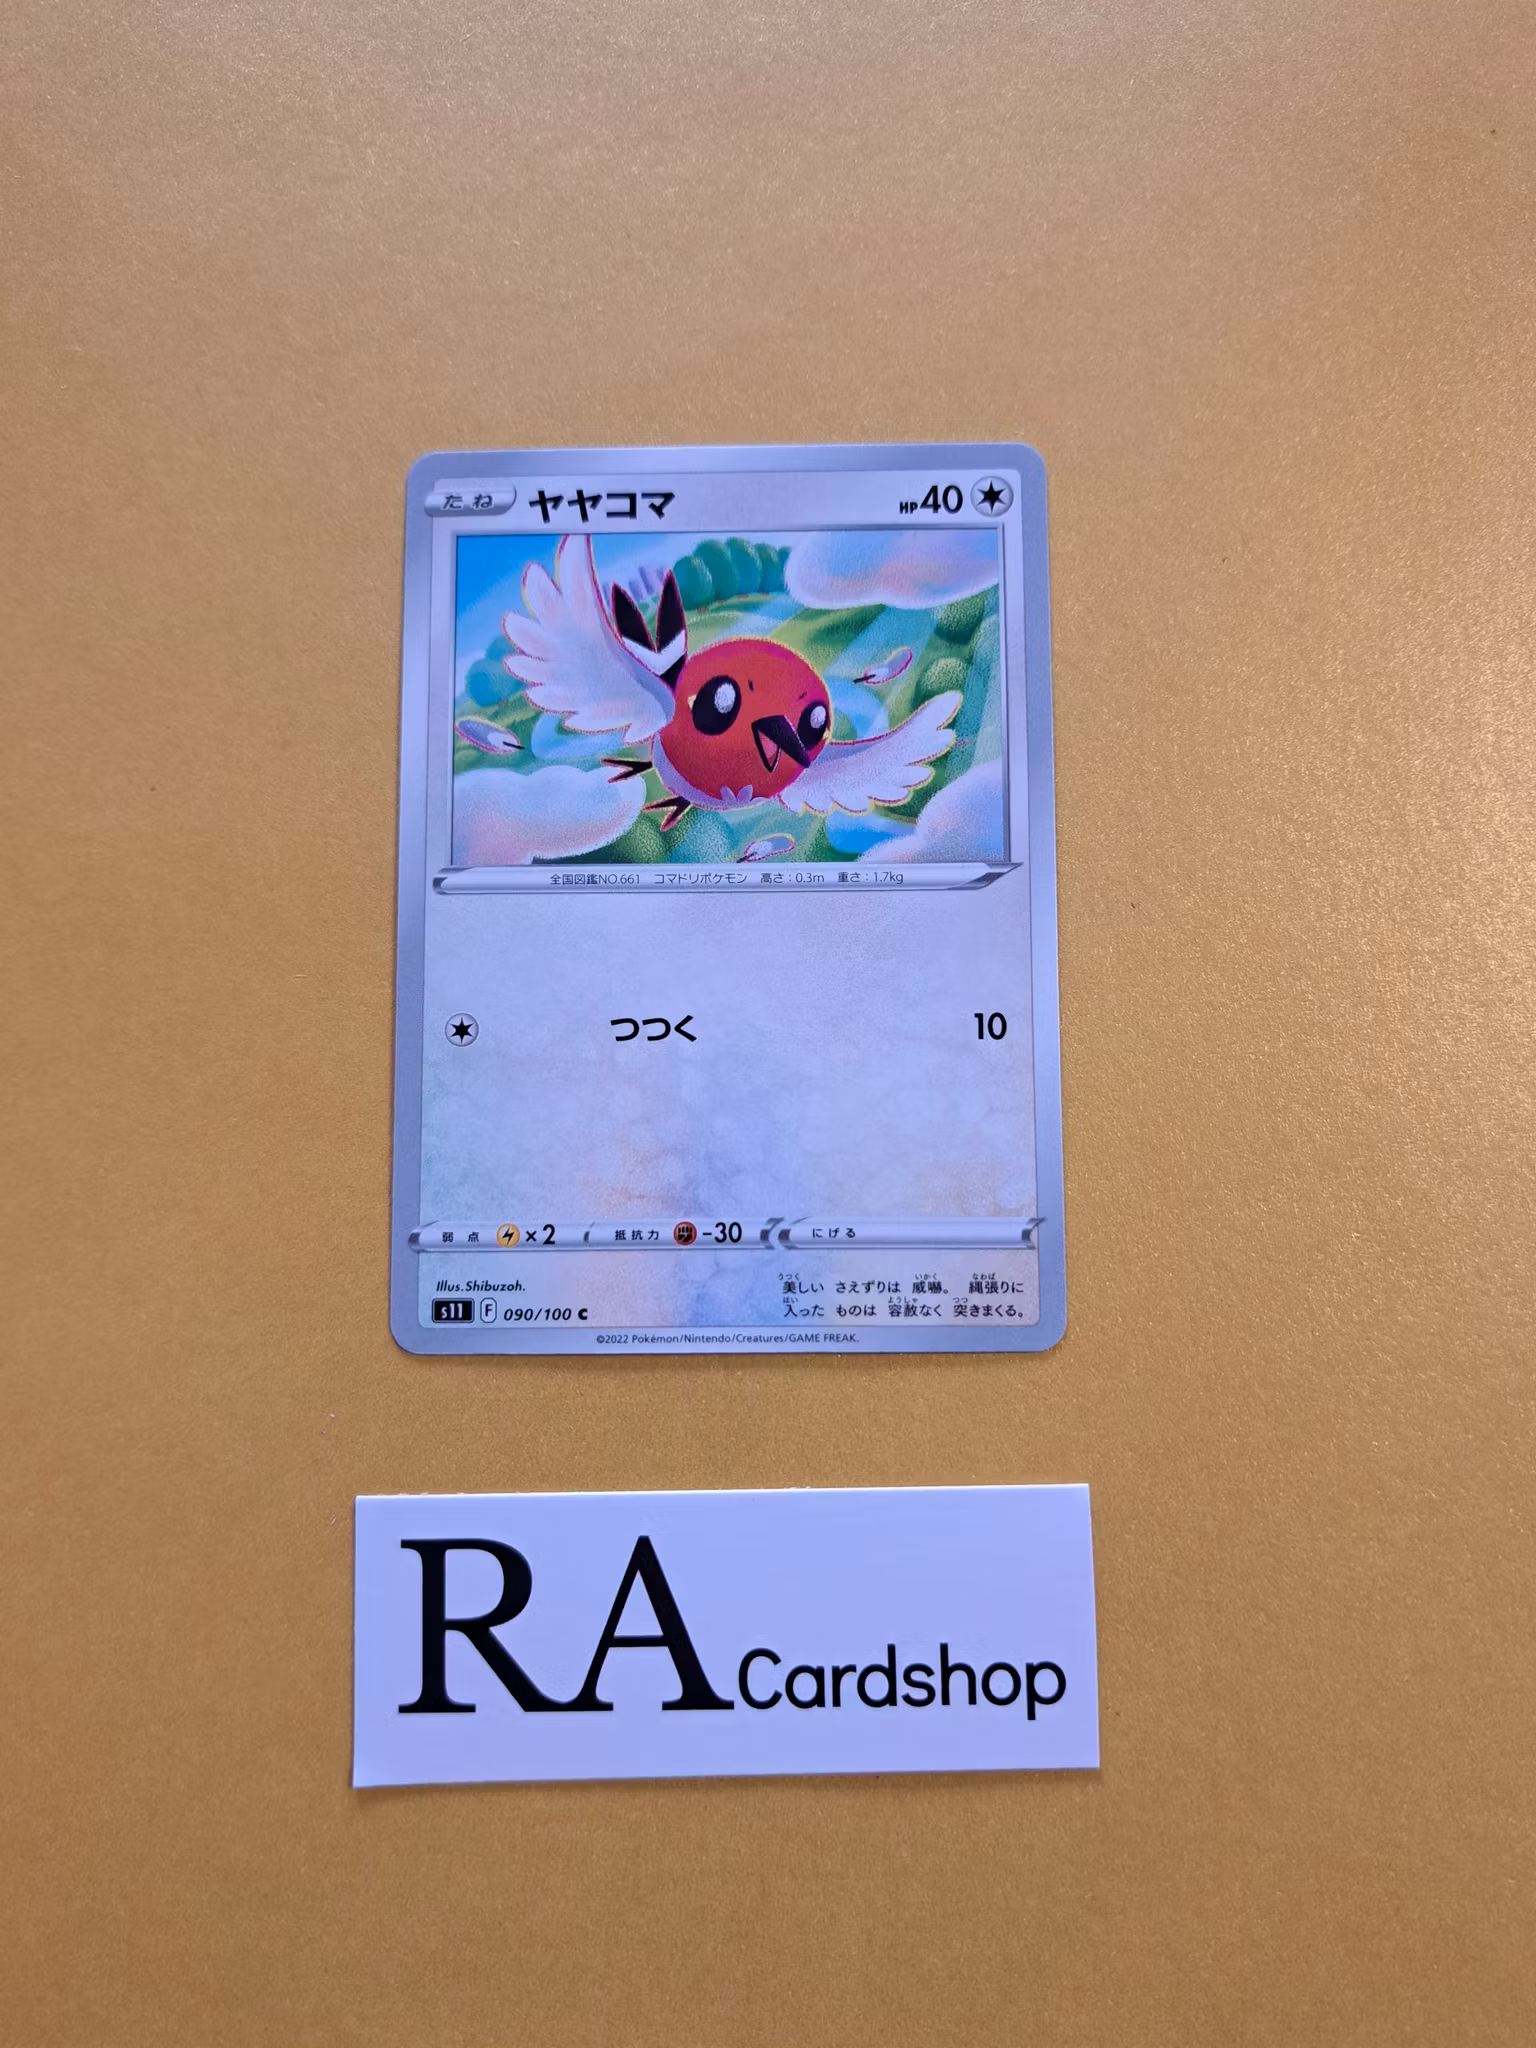 たね ヤヤコマ HP40
全国図鑑NO.661 コマドリポケモン 高さ:0.3m 重さ:1.7kg
つつく 10
弱点 ×2 抵抗力 -30 にげる
Illus.Shibuzoh.
美しい さえずりは 威嚇。 縄張りに
入った ものは 容赦なく 突きまくる。
s11 F 090/100 C
©2022 Pokémon/Nintendo/Creatures/GAME FREAK.
RA Cardshop